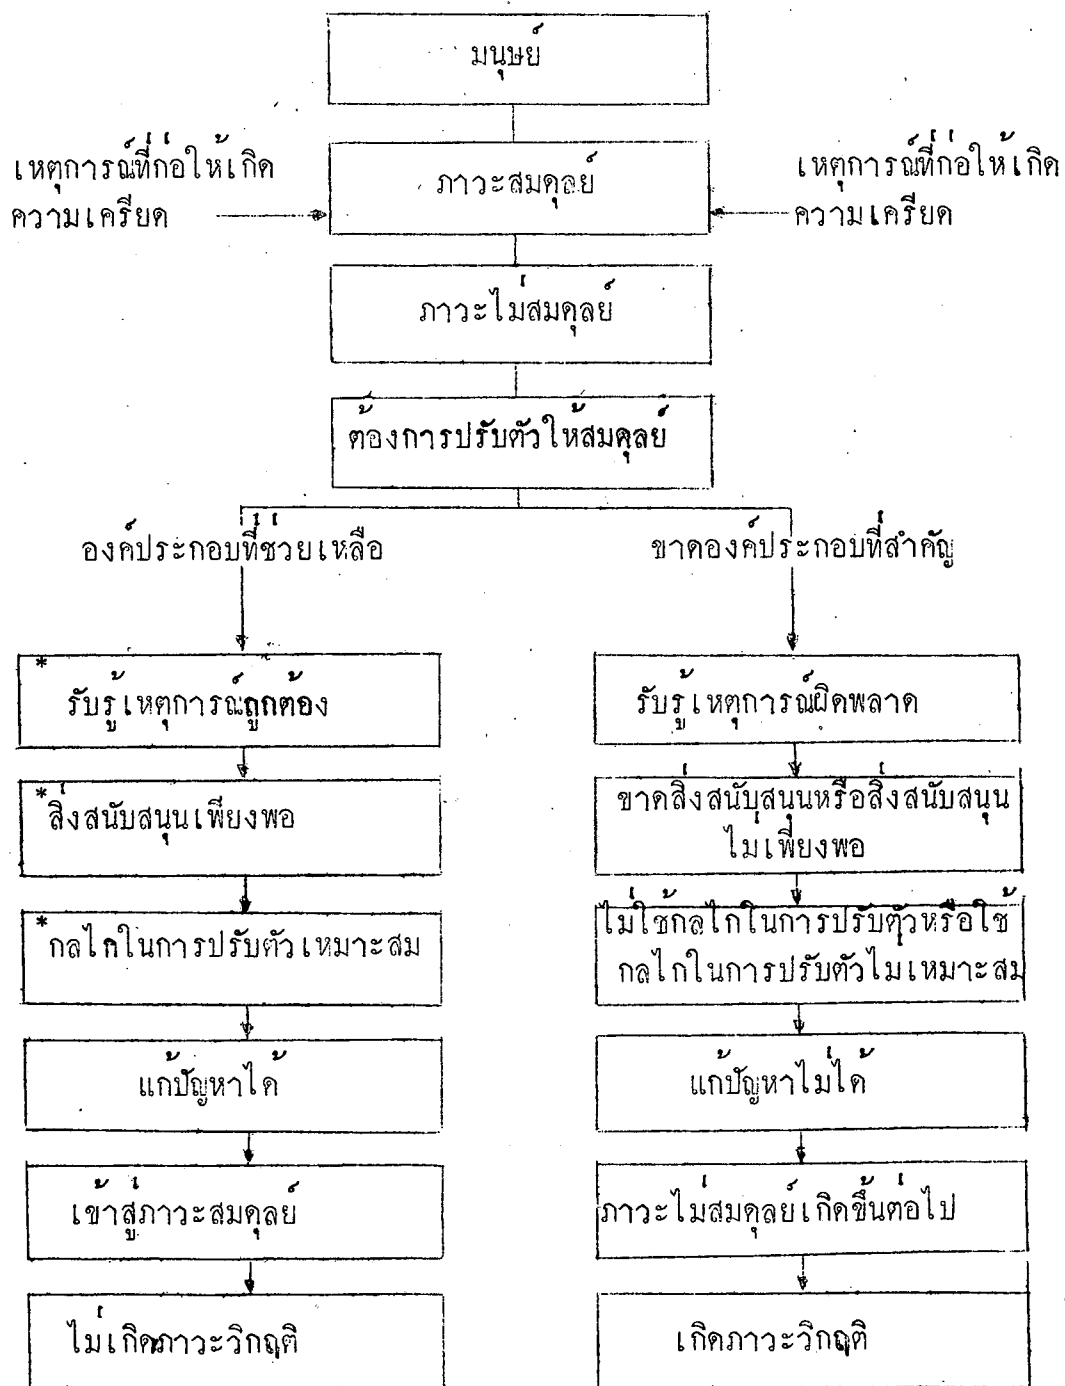 มนุษย์
เหตุการณ์ที่ก่อให้เกิด
ความเครียด
ภาวะสมดุลย์
เหตุการณ์ที่ก่อให้เกิด
ความเครียด
ภาวะไม่สมดุลย์
ต้องการปรับตัวให้สมดุลย์
องค์ประกอบที่ช่วยเหลือ
ขาดองค์ประกอบที่สำคัญ
* รับรู้เหตุการณ์ถูกต้อง
* สิ่งสนับสนุนเพียงพอ
* กลไกในการปรับตัวเหมาะสม
แก้ปัญหาได้
เข้าสู่ภาวะสมดุลย์
ไม่เกิดภาวะวิกฤติ
รับรู้เหตุการณ์ผิดพลาด
ขาดสิ่งสนับสนุนหรือสิ่งสนับสนุน
ไม่เพียงพอ
ไม่ใช้กลไกในการปรับตัวหรือใช้
กลไกในการปรับตัวไม่เหมาะสม
แก้ปัญหาไม่ได้
ภาวะไม่สมดุลย์เกิดขึ้นต่อไป
เกิดภาวะวิกฤติ